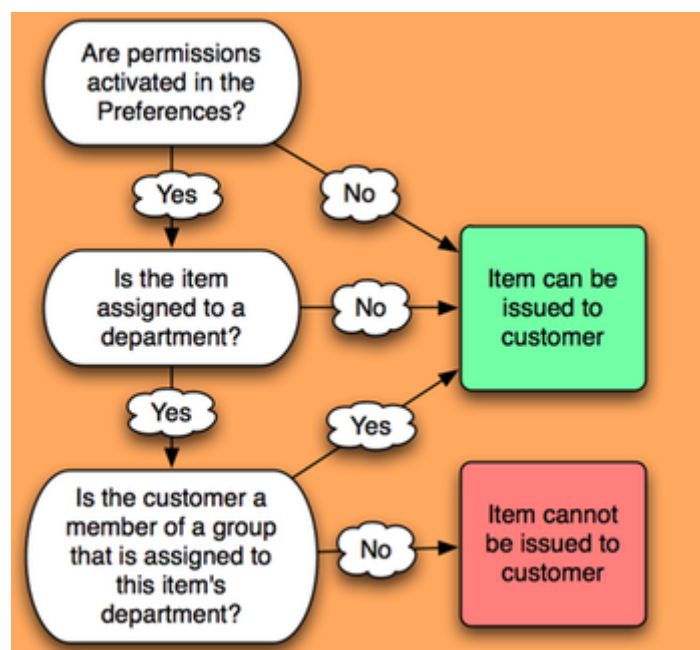 Are permissions
activated in the
Preferences?
Yes
No
Is the item
assigned to a
department?
No
Item can be
issued to
customer
Yes
Yes
Is the customer a
member of a group
that is assigned to
this item's
department?
No
Item cannot
be issued to
customer